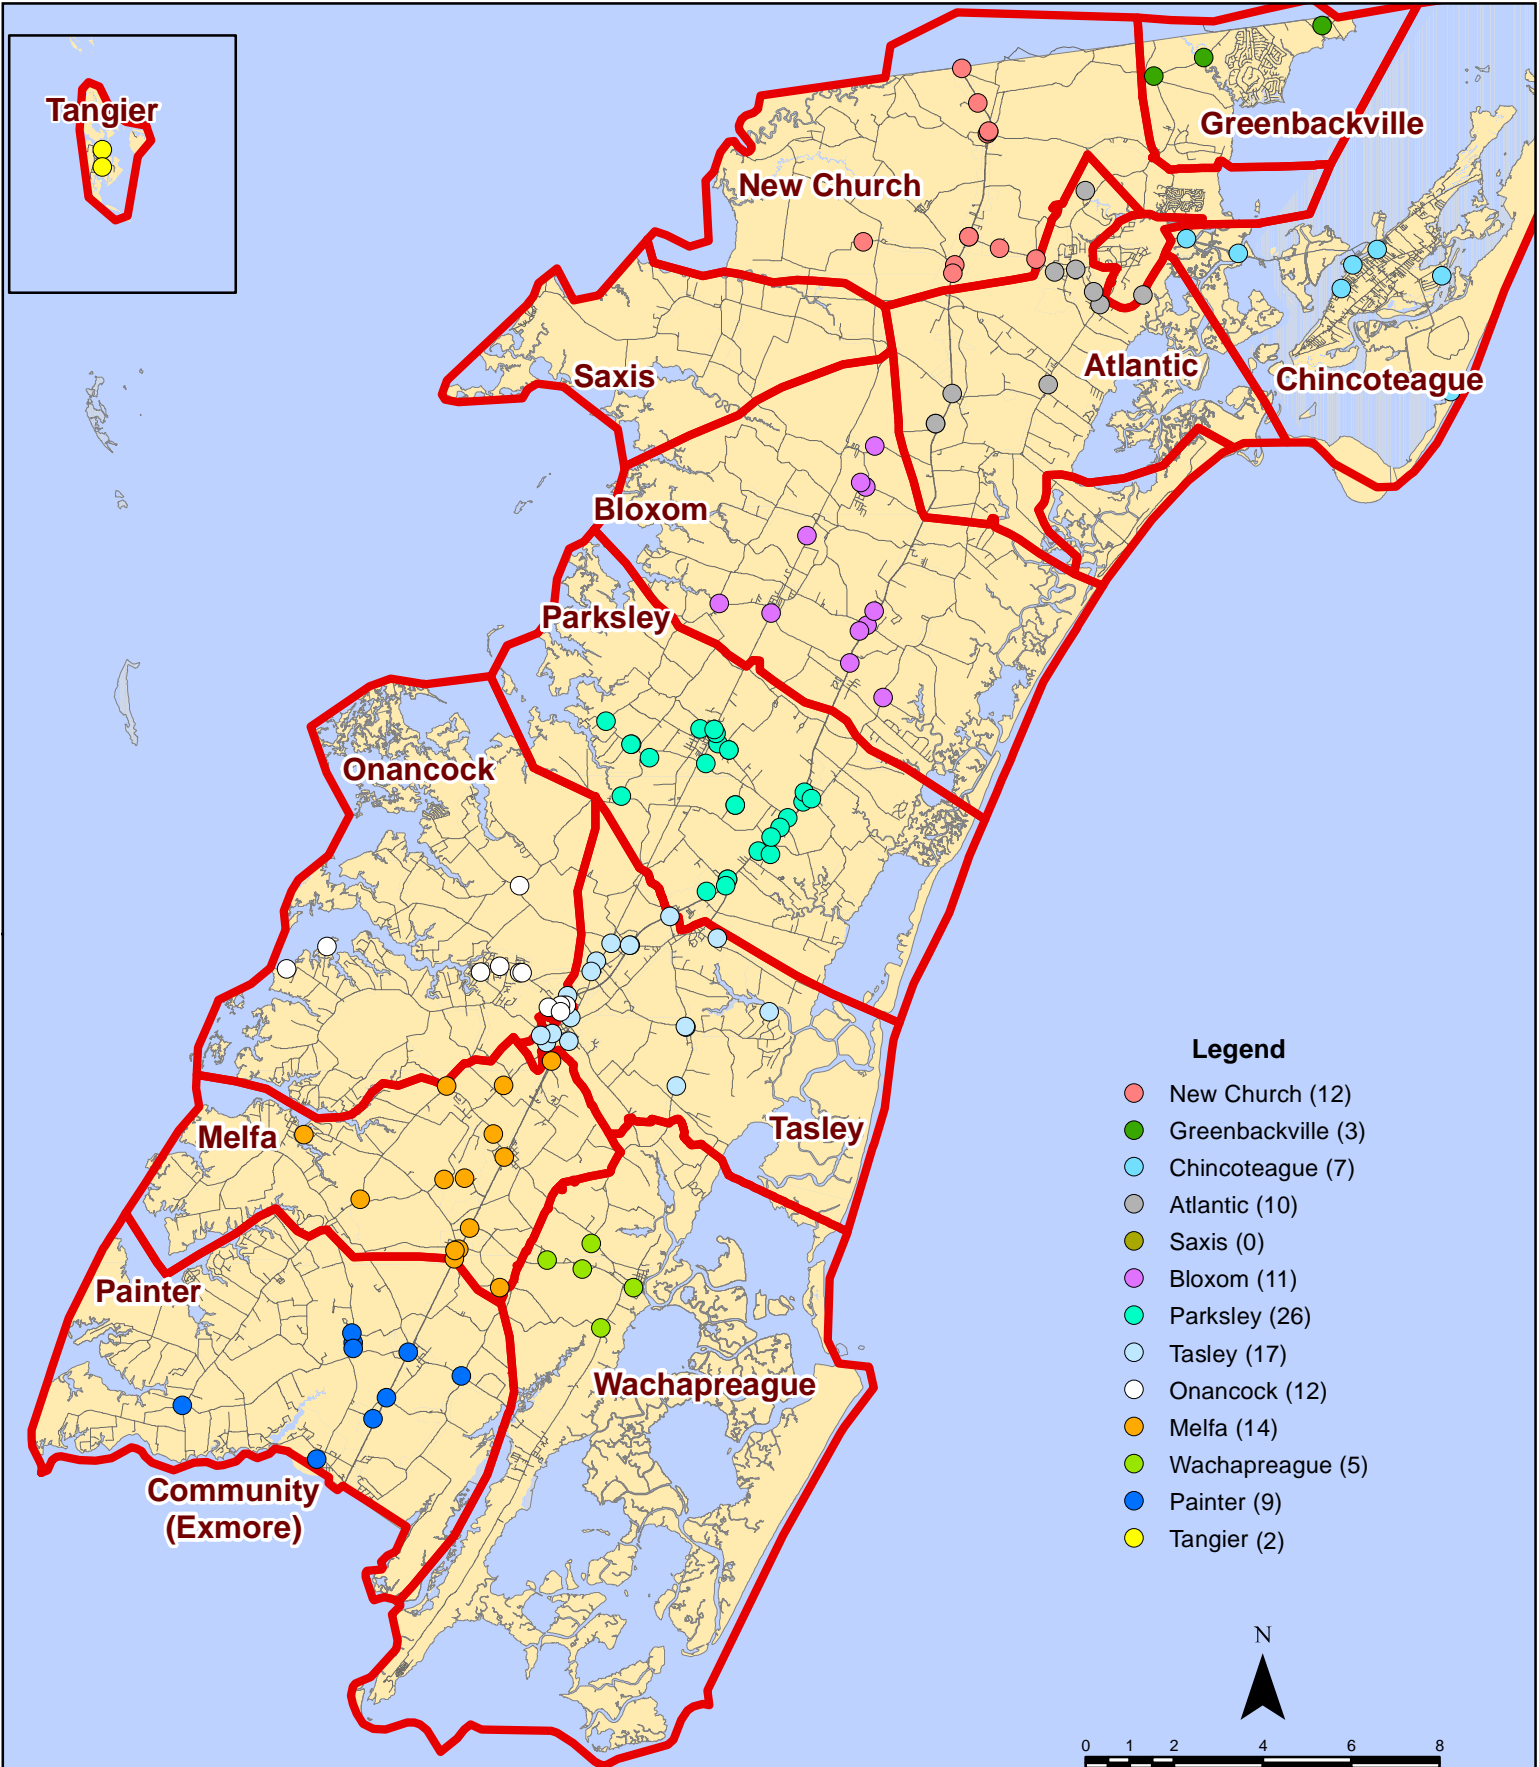 Tangier
Greenbackville
New Church
Atlantic
Saxis
Chincoteague
Bloxom
Parksley
Onancock
Tasley
Melfa
Painter
Wachapreague
Community
(Exmore)
Legend
New Church (12)
Greenbackville (3)
Chincoteague (7)
Atlantic (10)
Saxis (0)
Bloxom (11)
Parksley (26)
Tasley (17)
Onancock (12)
Melfa (14)
Wachapreague (5)
Painter (9)
Tangier (2)
N
0 1 2 4 6 8